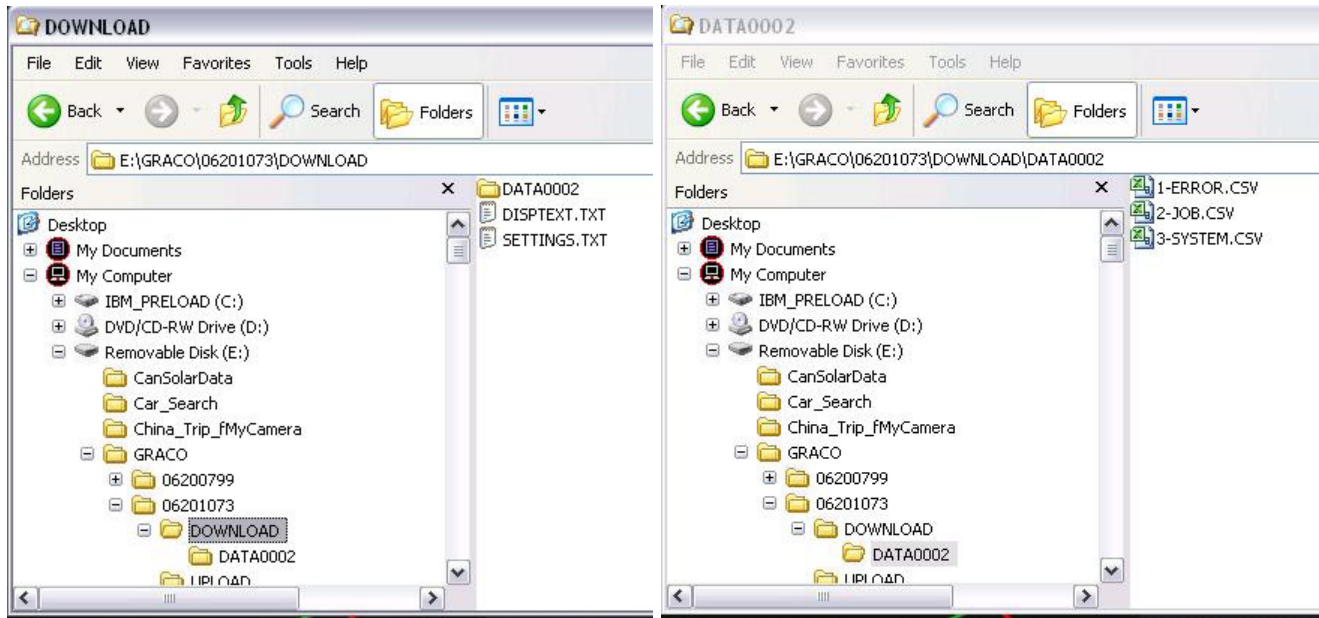 DOWNLOAD
File Edit View Favorites Tools Help
Back Search Folders
Address E:\GRACO\06201073\DOWNLOAD
Folders
Desktop
My Documents
My Computer
IBM_PRELOAD (C:)
DVD/CD-RW Drive (D:)
Removable Disk (E:)
CanSolarData
Car_Search
China_Trip_fMyCamera
GRACO
06200799
06201073
DOWNLOAD
DATA0002
UPLOAD
DATA0002
DISPTEXT.TXT
SETTINGS.TXT
DATA0002
File Edit View Favorites Tools Help
Back Search Folders
Address E:\GRACO\06201073\DOWNLOAD\DATA0002
Folders
Desktop
My Documents
My Computer
IBM_PRELOAD (C:)
DVD/CD-RW Drive (D:)
Removable Disk (E:)
CanSolarData
Car_Search
China_Trip_fMyCamera
GRACO
06200799
06201073
DOWNLOAD
DATA0002
UPLOAD
1-ERROR.CSV
2-JOB.CSV
3-SYSTEM.CSV